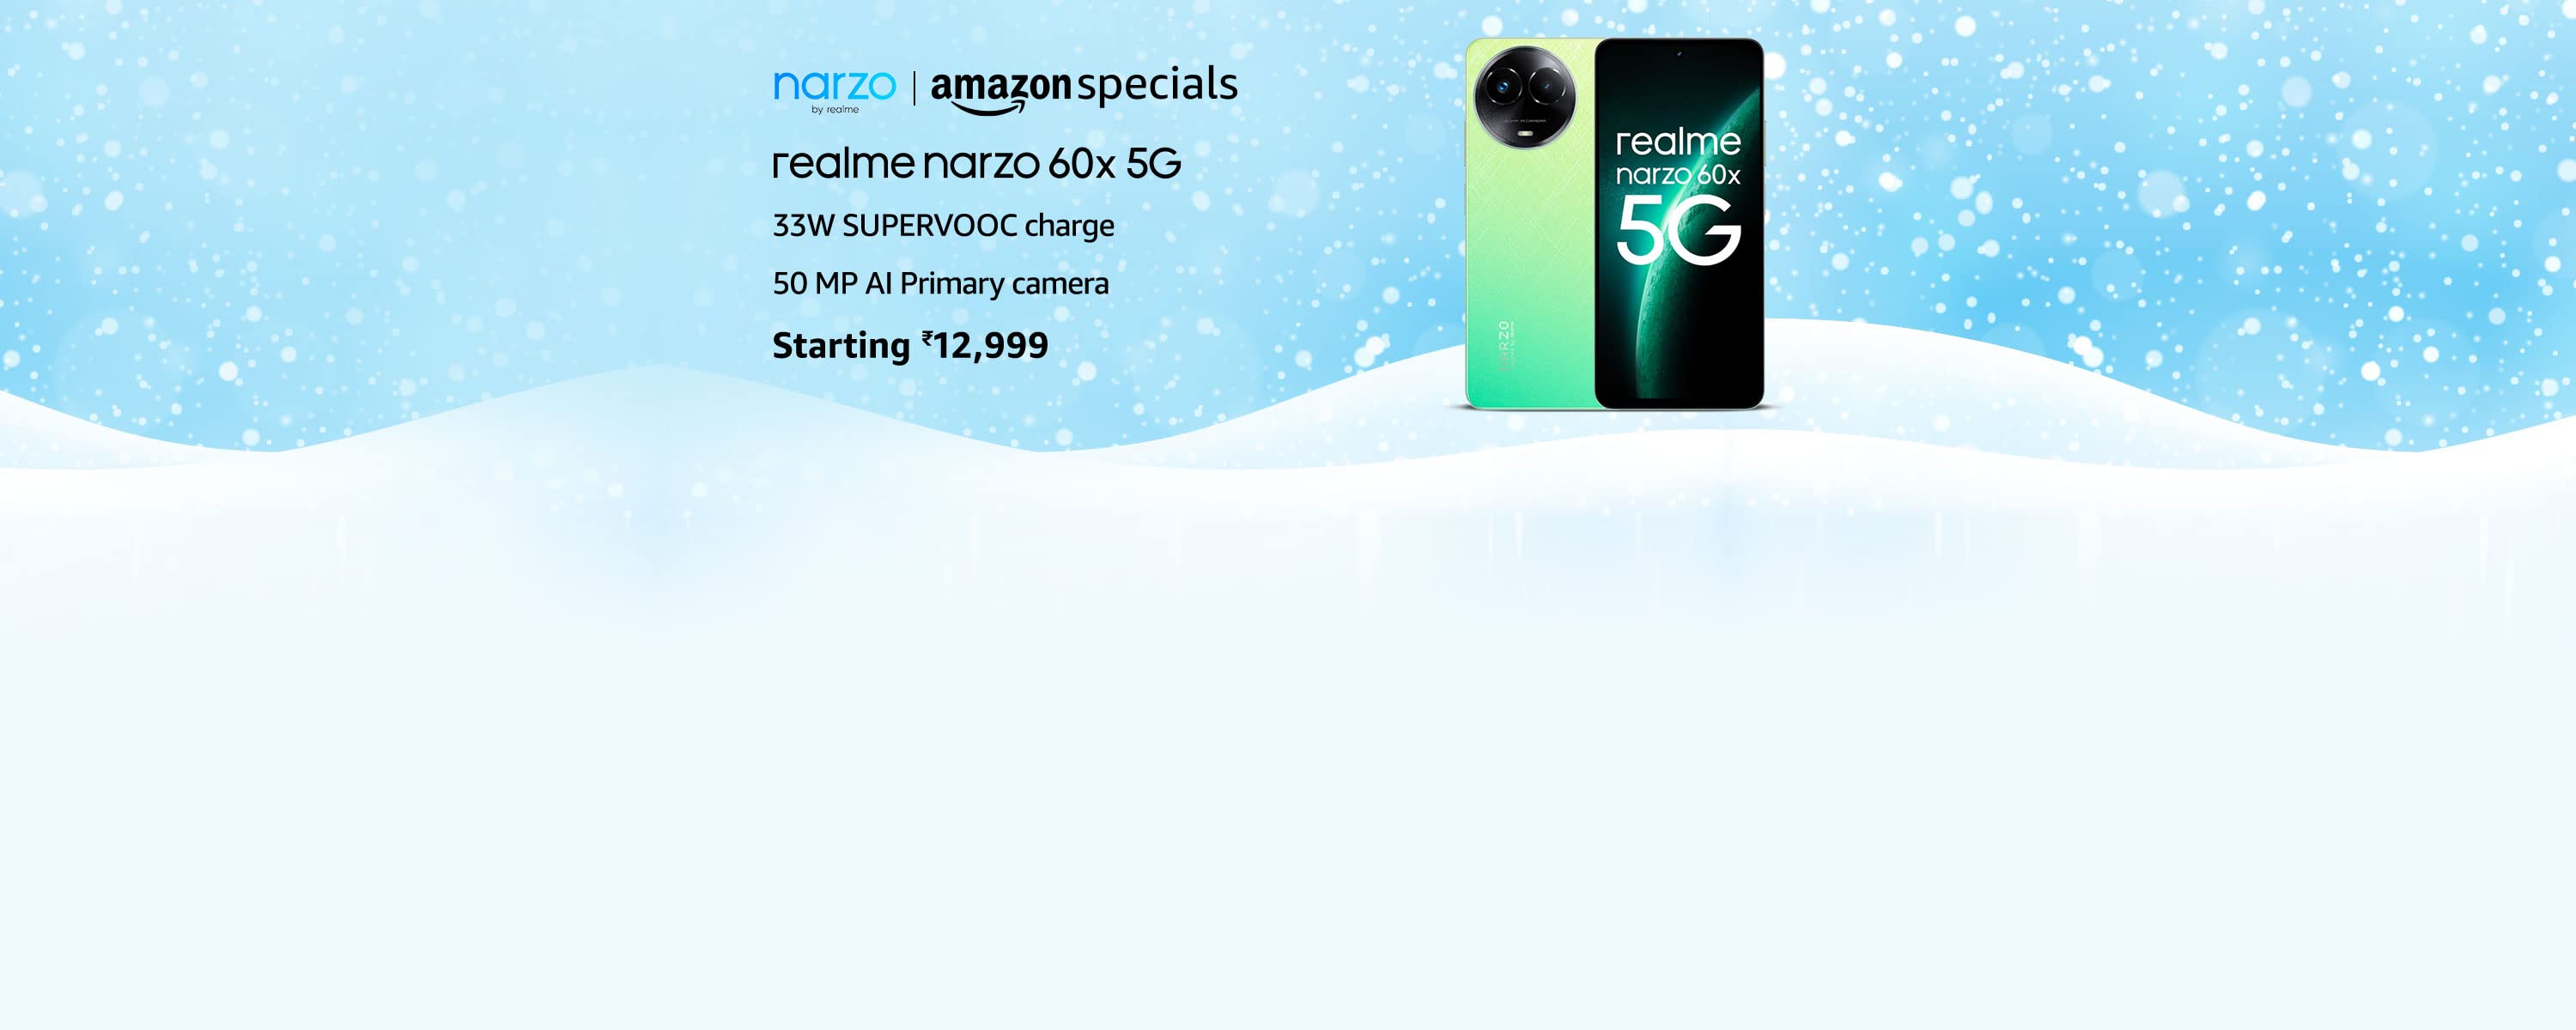 narzo | amazon specials
by realme
realme narzo 60x 5G
33W SUPERVOOC charge
50 MP AI Primary camera
Starting ₹12,999
realme
narzo 60x
5G